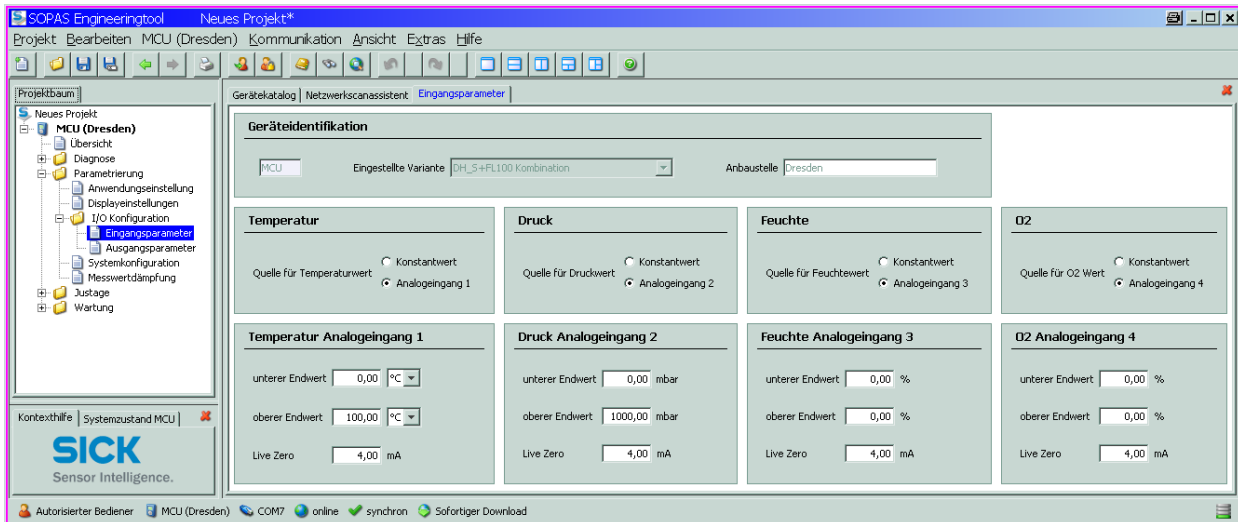 SOPAS Engineeringtool Neues Projekt*
Projekt Bearbeiten MCU (Dresden) Kommunikation Ansicht Extras Hilfe
Projektbaum
Neues Projekt
MCU (Dresden)
Übersicht
Diagnose
Parametrierung
Anwendungseinstellung
Displayeinstellungen
I/O Konfiguration
Eingangsparameter
Ausgangsparameter
Systemkonfiguration
Messwertdämpfung
Justage
Wartung
Kontexthilfe Systemzustand MCU
SICK
Sensor Intelligence.
Gerätekatalog Netzwerkscanassistent Eingangsparameter
Geräteidentifikation
MCU Eingestellte Variante DH_S+FL100 Kombination Anbaustelle Dresden
Temperatur
Konstantwert
Quelle für Temperaturwert
Analogeingang 1
Druck
Konstantwert
Quelle für Druckwert
Analogeingang 2
Feuchte
Konstantwert
Quelle für Feuchtewert
Analogeingang 3
O2
Konstantwert
Quelle für O2 Wert
Analogeingang 4
Temperatur Analogeingang 1
unterer Endwert 0,00 °C
oberer Endwert 100,00 °C
Live Zero 4,00 mA
Druck Analogeingang 2
unterer Endwert 0,00 mbar
oberer Endwert 1000,00 mbar
Live Zero 4,00 mA
Feuchte Analogeingang 3
unterer Endwert 0,00 %
oberer Endwert 0,00 %
Live Zero 4,00 mA
O2 Analogeingang 4
unterer Endwert 0,00 %
oberer Endwert 0,00 %
Live Zero 4,00 mA
Autorisierter Bediener MCU (Dresden) COM7 online synchron Sofortiger Download